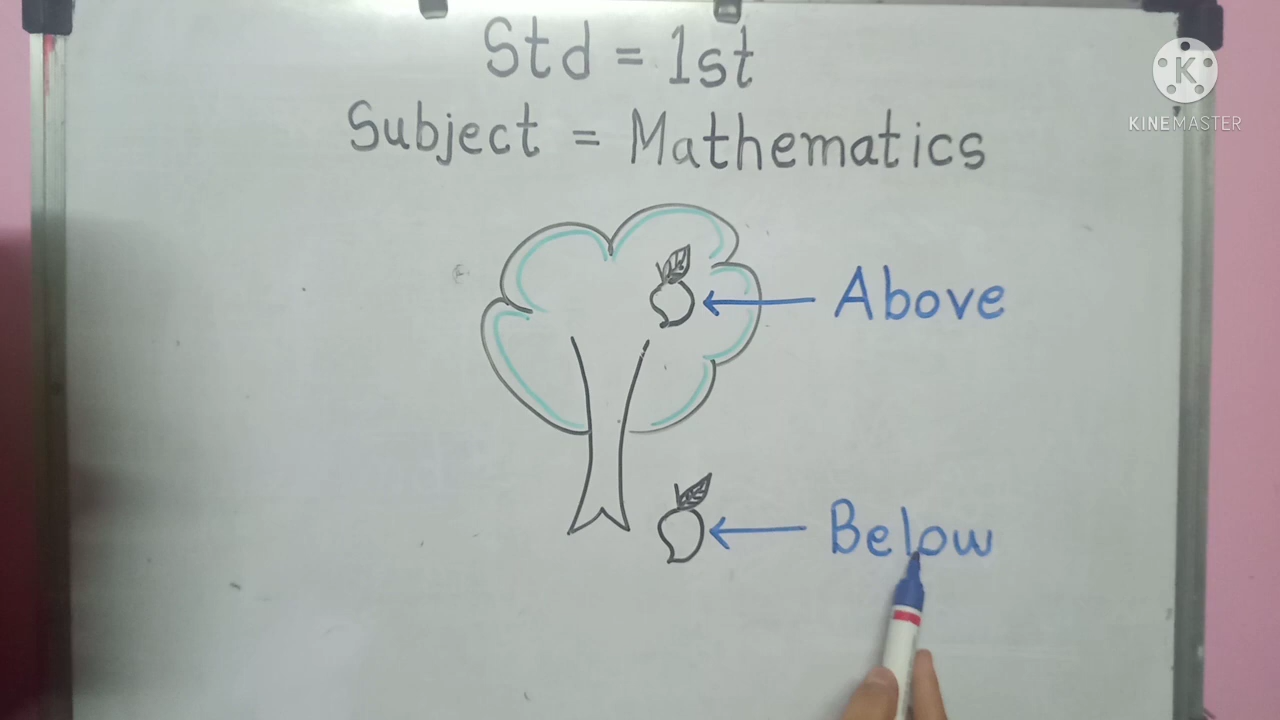 Std = 1st
K
KINEMASTER
Subject = Mathematics
Above
Below